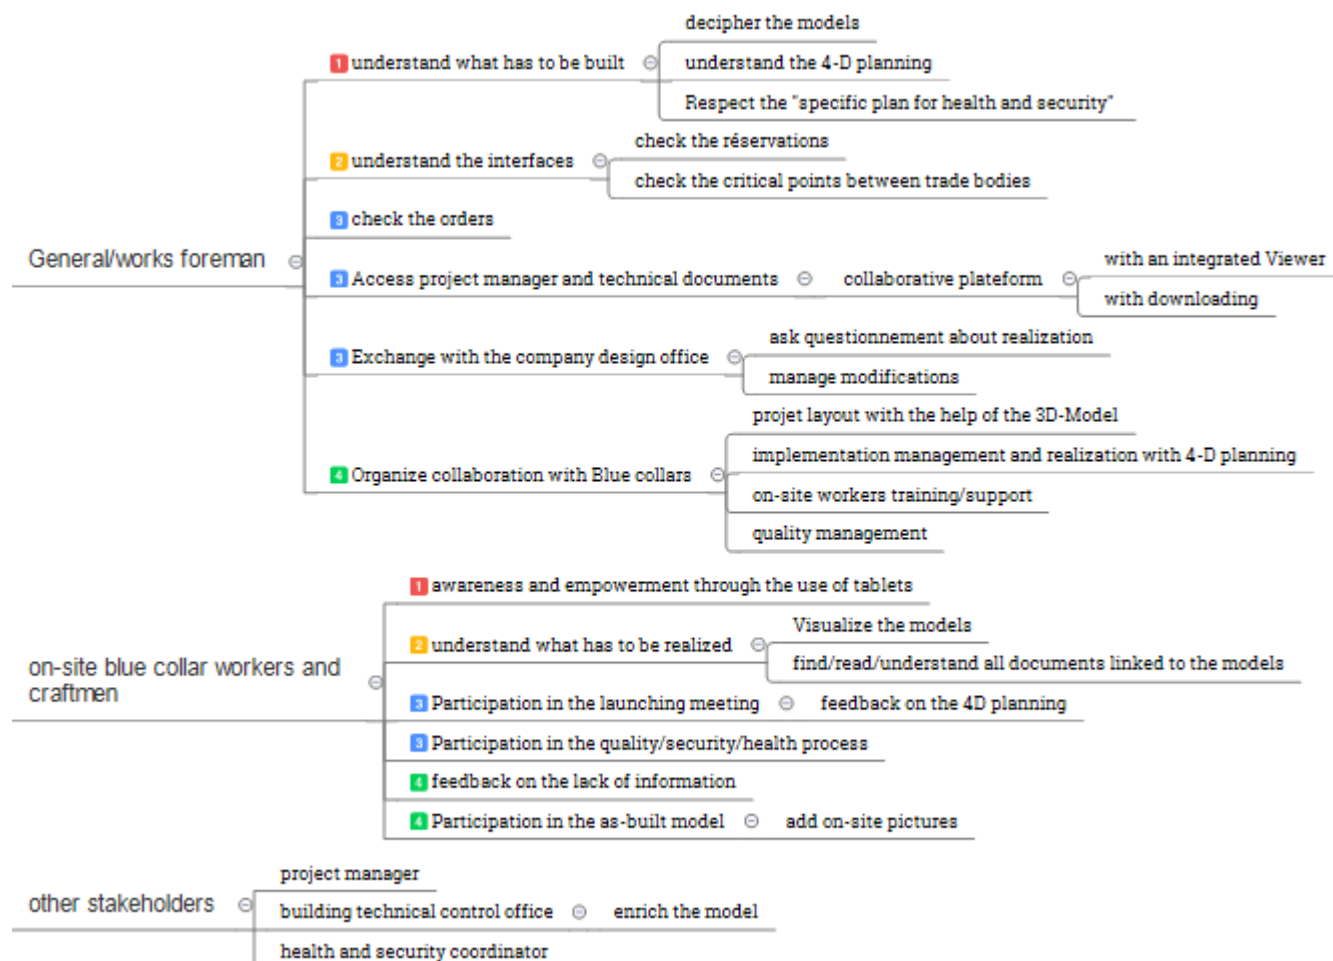 General/works foreman
1 understand what has to be built
decipher the models
understand the 4-D planning
Respect the "specific plan for health and security"
2 understand the interfaces
check the réservations
check the critical points between trade bodies
3 check the orders
3 Access project manager and technical documents
collaborative plateform
with an integrated Viewer
with downloading
3 Exchange with the company design office
ask questionnement about realization
manage modifications
4 Organize collaboration with Blue collars
projet layout with the help of the 3D-Model
implementation management and realization with 4-D planning
on-site workers training/support
quality management
on-site blue collar workers and
craftmen
1 awareness and empowerment through the use of tablets
2 understand what has to be realized
Visualize the models
find/read/understand all documents linked to the models
3 Participation in the launching meeting
feedback on the 4D planning
3 Participation in the quality/security/health process
4 feedback on the lack of information
4 Participation in the as-built model
add on-site pictures
other stakeholders
project manager
building technical control office
enrich the model
health and security coordinator